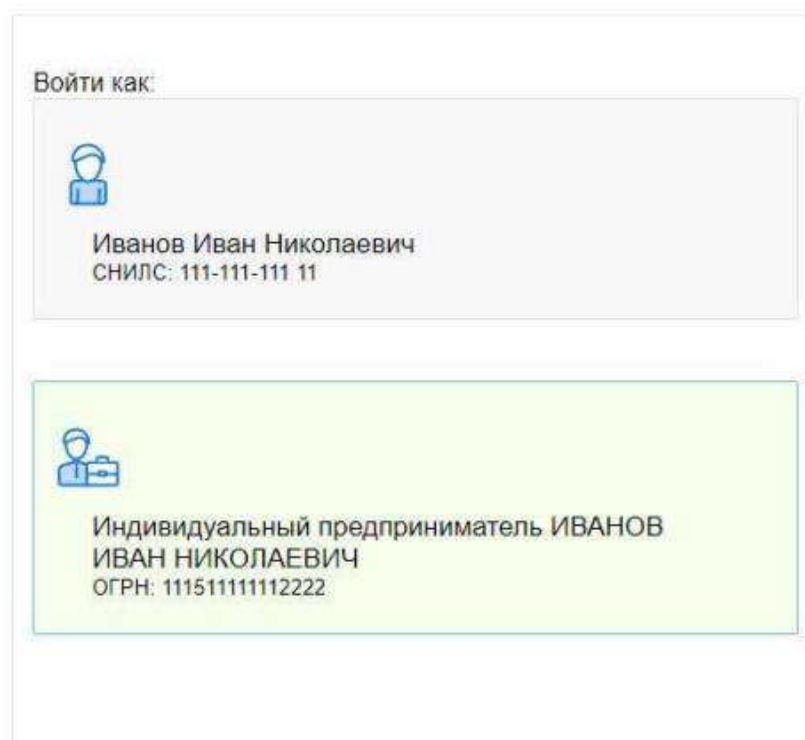 Войти как:
Иванов Иван Николаевич
СНИЛС: 111-111-111 11
Индивидуальный предприниматель ИВАНОВ
ИВАН НИКОЛАЕВИЧ
ОГРН: 111511111112222